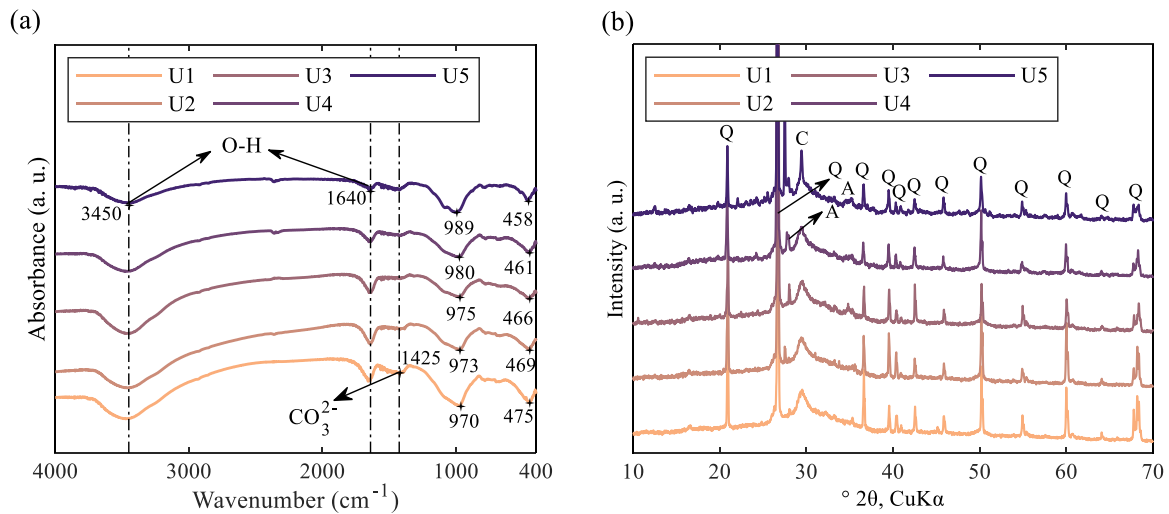 (a)
U1 U3 U5
U2 U4
O-H
3450 1640 989 458
980 461
975 466
1425
973 469
CO₃²⁻
970 475
4000 3000 2000 1000 400
Wavenumber (cm⁻¹)
Absorbance (a. u.)
(b)
U1 U3 U5
U2 U4
Q C Q A A Q Q Q Q Q Q Q Q Q Q
10 20 30 40 50 60 70
° 2θ, CuKα
Intensity (a. u.)